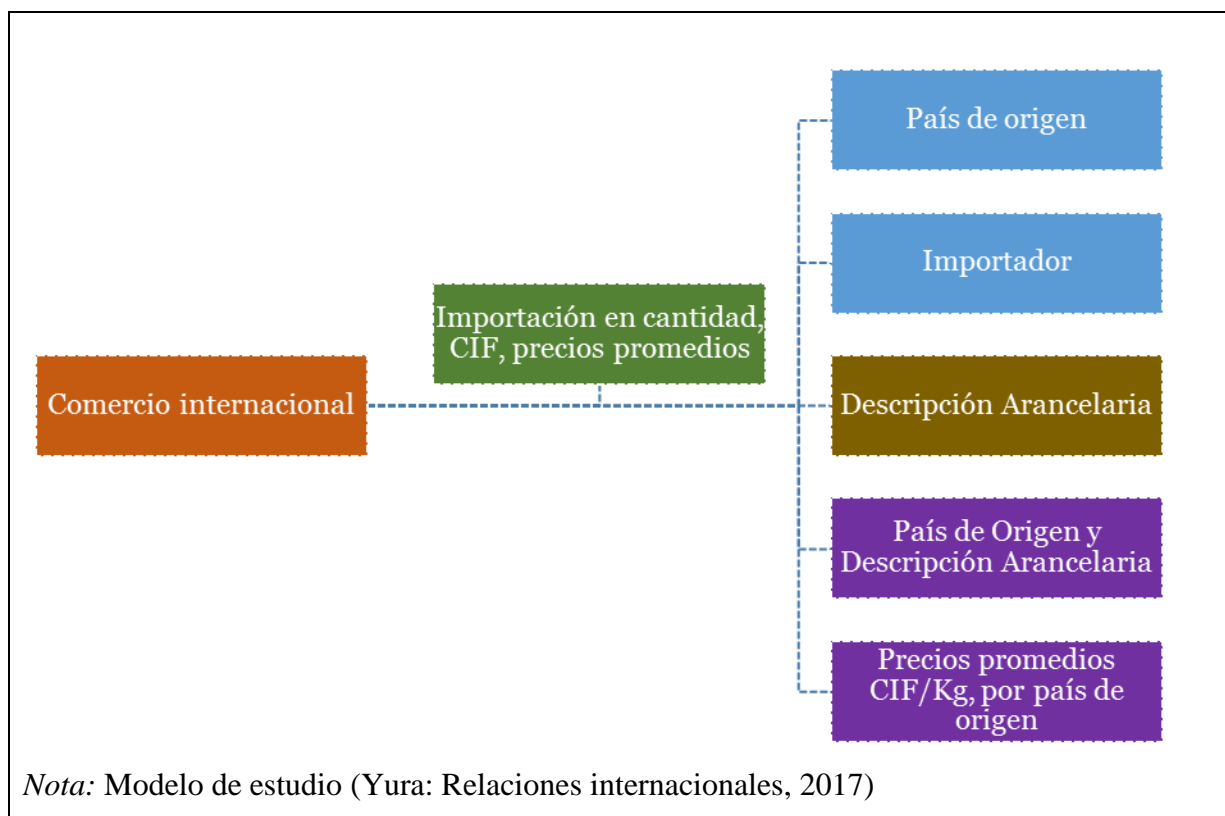 Comercio internacional
Importación en cantidad,
CIF, precios promedios
País de origen
Importador
Descripción Arancelaria
País de Origen y
Descripción Arancelaria
Precios promedios
CIF/Kg, por país de
origen
Nota: Modelo de estudio (Yura: Relaciones internacionales, 2017)